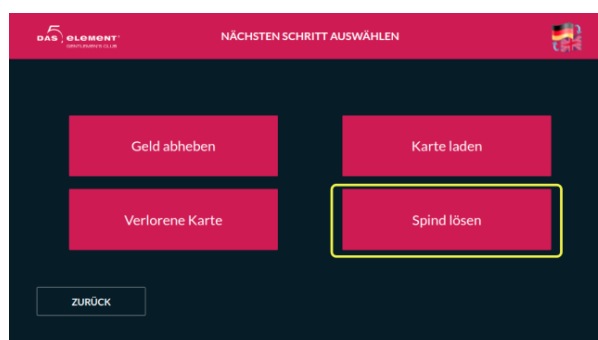 DAS 5 ELEMENT
GENTLEMEN'S CLUB
NÄCHSTEN SCHRITT AUSWÄHLEN
Geld abheben
Karte laden
Verlorene Karte
Spind lösen
ZURÜCK